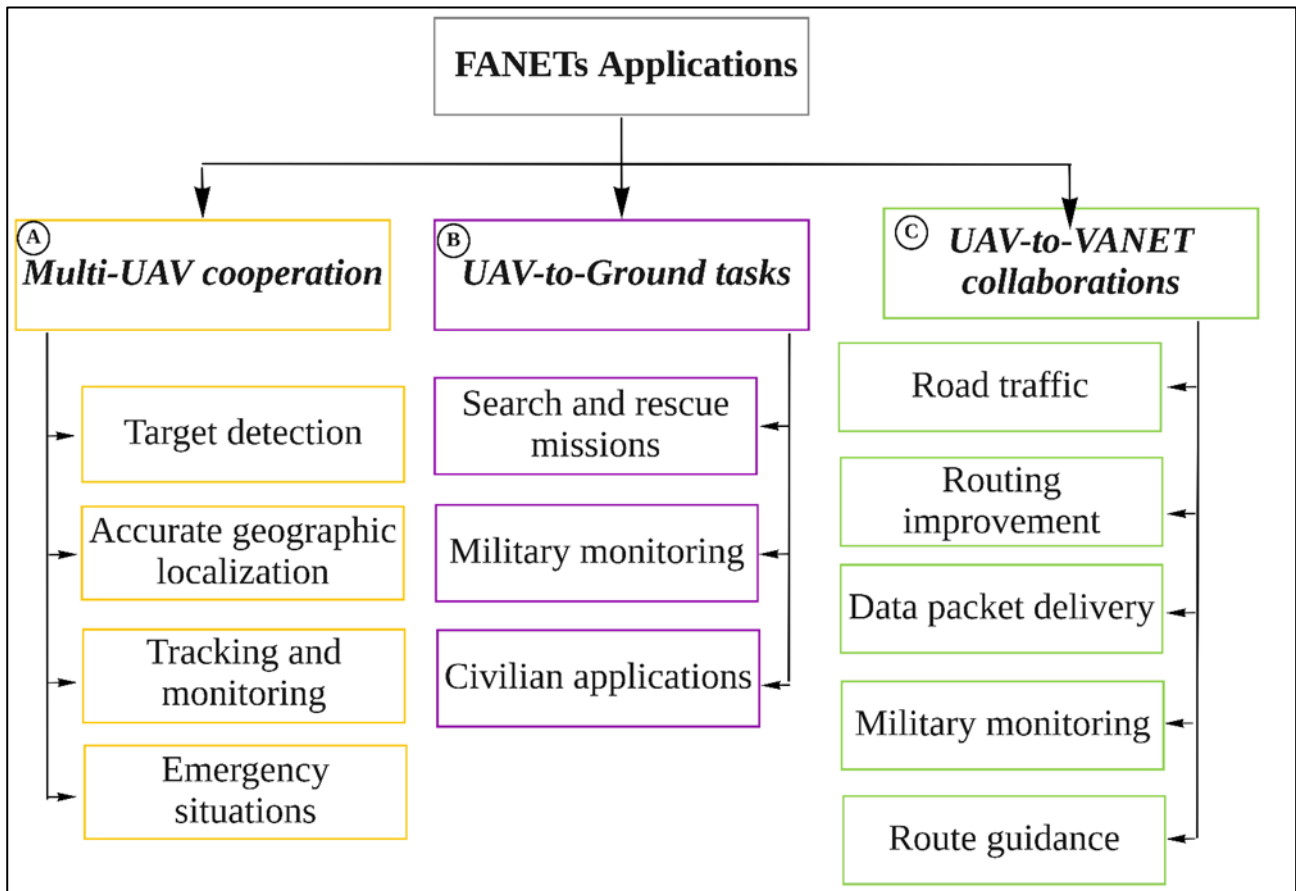 FANETs Applications
A
Multi-UAV cooperation
Target detection
Accurate geographic
localization
Tracking and
monitoring
Emergency
situations
B
UAV-to-Ground tasks
Search and rescue
missions
Military monitoring
Civilian applications
C
UAV-to-VANET
collaborations
Road traffic
Routing
improvement
Data packet delivery
Military monitoring
Route guidance